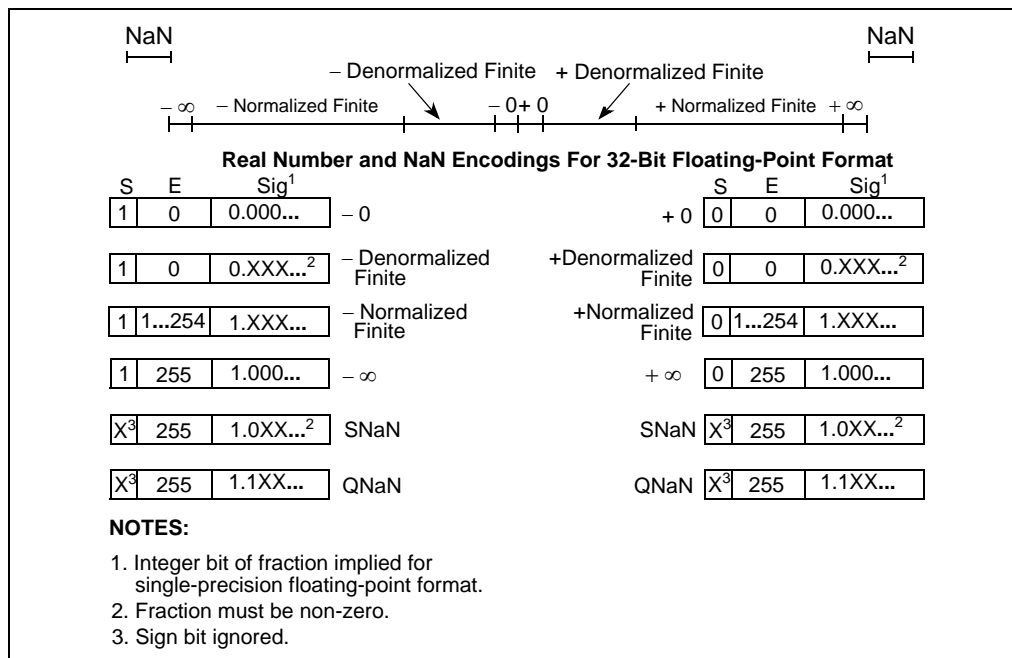 NaN NaN
− Denormalized Finite + Denormalized Finite
− ∞ − Normalized Finite − 0 + 0 + Normalized Finite + ∞
Real Number and NaN Encodings For 32-Bit Floating-Point Format
S E Sig¹ S E Sig¹
1 0 0.000... − 0 + 0 0 0 0.000...
1 0 0.XXX...² − Denormalized Finite +Denormalized Finite 0 0 0.XXX...²
1 1...254 1.XXX... − Normalized Finite +Normalized Finite 0 1...254 1.XXX...
1 255 1.000... − ∞ + ∞ 0 255 1.000...
X³ 255 1.0XX...² SNaN SNaN X³ 255 1.0XX...²
X³ 255 1.1XX... QNaN QNaN X³ 255 1.1XX...
NOTES:
1. Integer bit of fraction implied for
single-precision floating-point format.
2. Fraction must be non-zero.
3. Sign bit ignored.